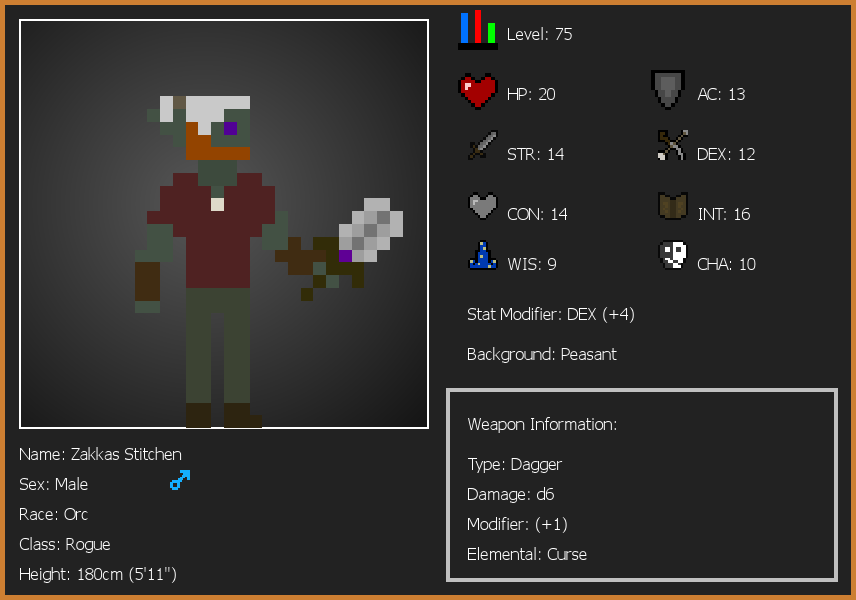 Level: 75
HP: 20
AC: 13
STR: 14
DEX: 12
CON: 14
INT: 16
WIS: 9
CHA: 10
Stat Modifier: DEX (+4)
Background: Peasant
Weapon Information:
Type: Dagger
Damage: d6
Modifier: (+1)
Elemental: Curse
Name: Zakkas Stitchen
Sex: Male
Race: Orc
Class: Rogue
Height: 180cm (5'11")